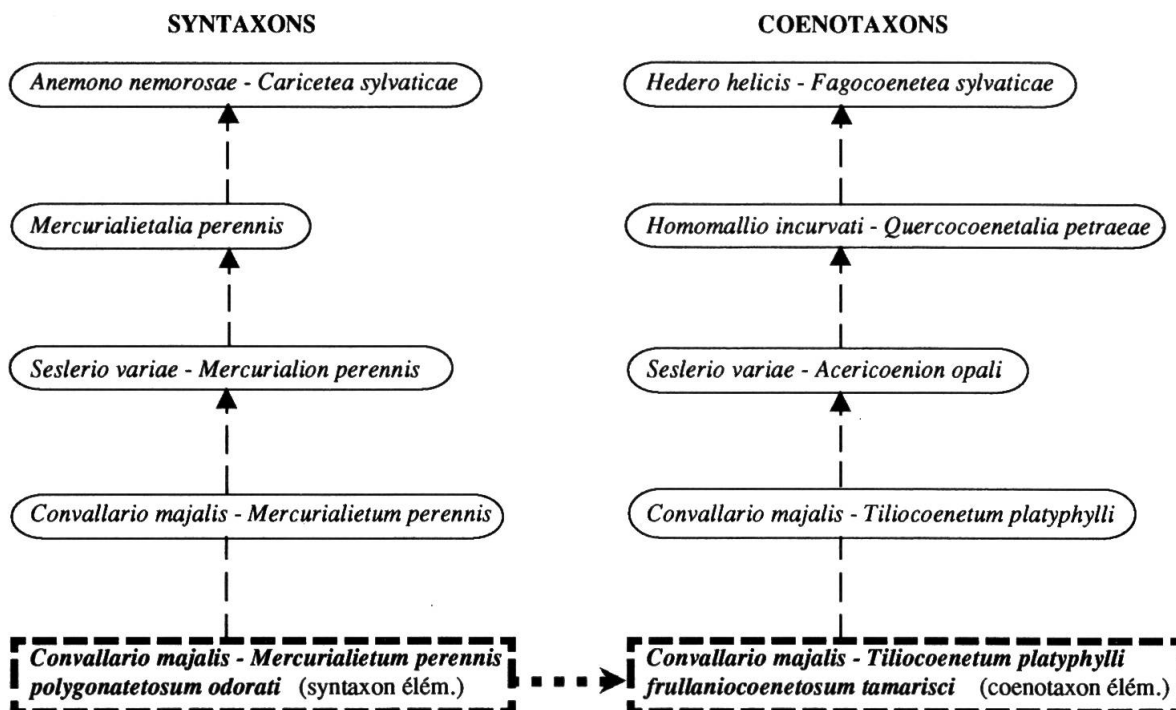 SYNTAXONS
COENOTAXONS
Anemono nemorosae - Caricetea sylvaticae
Hedero helicis - Fagocoenetea sylvaticae
Mercurialietalia perennis
Homomallio incurvati - Quercocoenetalia petraeae
Seslerio variae - Mercurialion perennis
Seslerio variae - Acericoenion opali
Convallario majalis - Mercurialietum perennis
Convallario majalis - Tiliocoenetum platyphylli
Convallario majalis - Mercurialietum perennis
polygonatetosum odorati (syntaxon élém.)
Convallario majalis - Tiliocoenetum platyphylli
frullaniocoenetosum tamarisci (coenotaxon élém.)